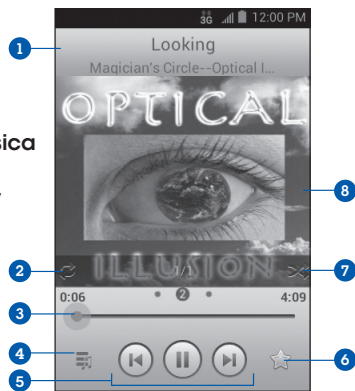 3G 12:00 PM
1
Looking
Magician's Circle--Optical I...
OPTICAL
sica
8
ILLUSION
2
1/1
7
0:06
2
4:09
3
4
5
6